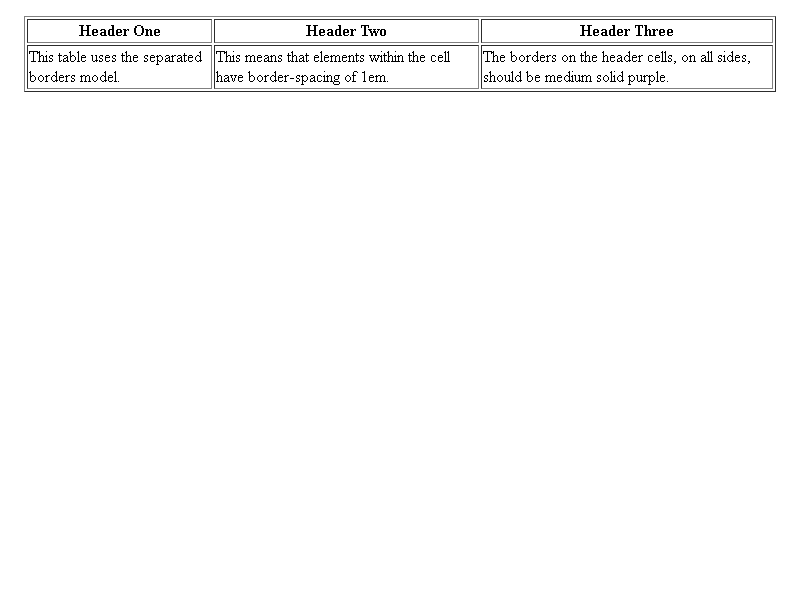 Header One Header Two Header Three
This table uses the separated
borders model.
This means that elements within the cell
have border-spacing of 1em.
The borders on the header cells, on all sides,
should be medium solid purple.